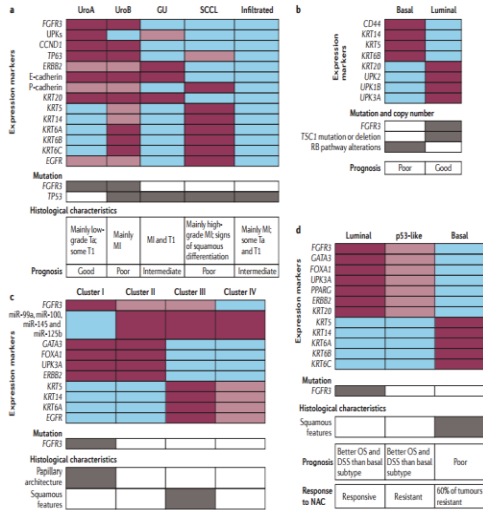 a
UroA UroB GU SCCL Infiltrated
Expression markers
FGFR3
UPKs
CCND1
TP63
ERBB2
E-cadherin
P-cadherin
KRT20
KRT5
KRT14
KRT6A
KRT6B
KRT6C
EGFR
Mutation
FGFR3
TP53
Histological characteristics
Mainly low-grade Ta; some T1
Mainly MI
MI and T1
Mainly high-grade MI; signs of squamous differentiation
Mainly MI; some Ta and T1
Prognosis Good Poor Intermediate Poor Intermediate
b
Basal Luminal
Expression markers
CD44
KRT14
KRT5
KRT6B
KRT20
UPK2
UPK1B
UPK3A
Mutation and copy number
FGFR3
TSC1 mutation or deletion
RB pathway alterations
Prognosis Poor Good
c
Cluster I Cluster II Cluster III Cluster IV
Expression markers
FGFR3
miR-99a, miR-100,
miR-145 and
miR-125b
GATA3
FOXA1
UPK3A
ERBB2
KRT5
KRT14
KRT6A
EGFR
Mutation
FGFR3
Histological characteristics
Papillary
architecture
Squamous
features
d
Luminal p53-like Basal
Expression markers
FGFR3
GATA3
FOXA1
UPK3A
PPARG
ERBB2
KRT20
KRT5
KRT14
KRT6A
KRT6B
KRT6C
Mutation
FGFR3
Histological characteristics
Squamous
features
Prognosis
Better OS and DSS than basal subtype
Better OS and DSS than basal subtype
Poor
Response to NAC
Responsive
Resistant
60% of tumours resistant